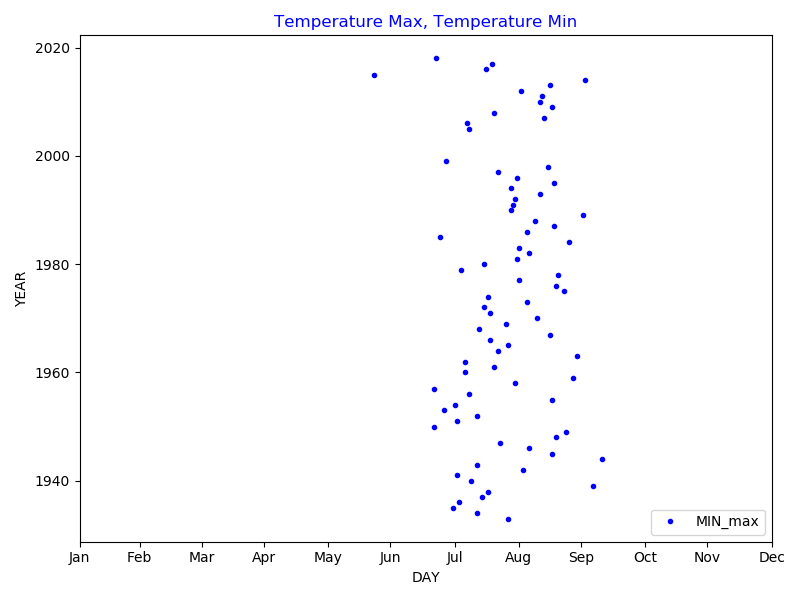 Temperature Max, Temperature Min
2020
2000
1980
1960
1940
YEAR
MIN_max
Jan Feb Mar Apr May Jun Jul Aug Sep Oct Nov Dec
DAY